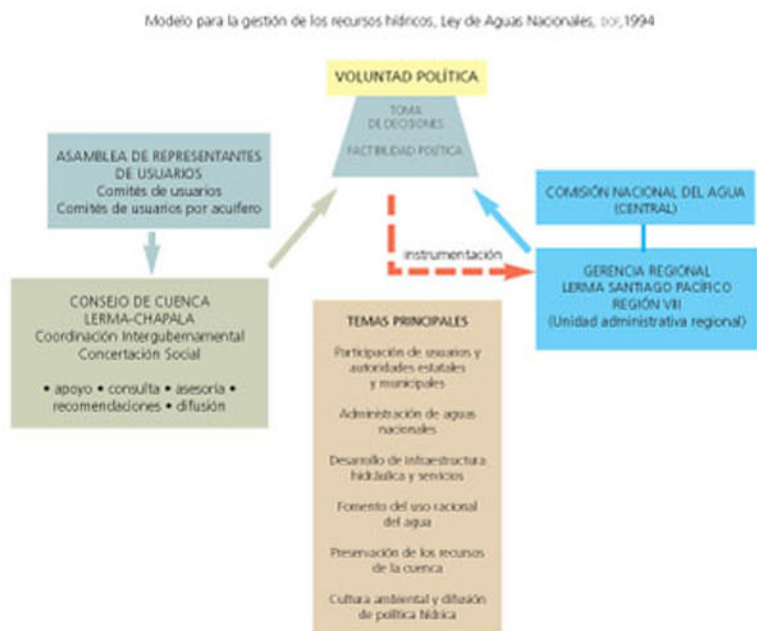 Modelo para la gestión de los recursos hídricos, Ley de Aguas Nacionales, DOF,1994
VOLUNTAD POLÍTICA
TOMA
DE DECISIONES
FACTIBILIDAD POLÍTICA
ASAMBLEA DE REPRESENTANTES
DE USUARIOS
Comités de usuarios
Comités de usuarios por acuífero
CONSEJO DE CUENCA
LERMA-CHAPALA
Coordinación Intergubernamental
Concertación Social
• apoyo • consulta • asesoría •
recomendaciones • difusión
instrumentación
COMISIÓN NACIONAL DEL AGUA
(CENTRAL)
GERENCIA REGIONAL
LERMA SANTIAGO PACÍFICO
REGIÓN VIII
(Unidad administrativa regional)
TEMAS PRINCIPALES
Participación de usuarios y
autoridades estatales
y municipales
Administración de aguas
nacionales
Desarrollo de infraestructura
hidráulica y servicios
Fomento del uso racional
del agua
Preservación de los recursos
de la cuenca
Cultura ambiental y difusión
de política hídrica